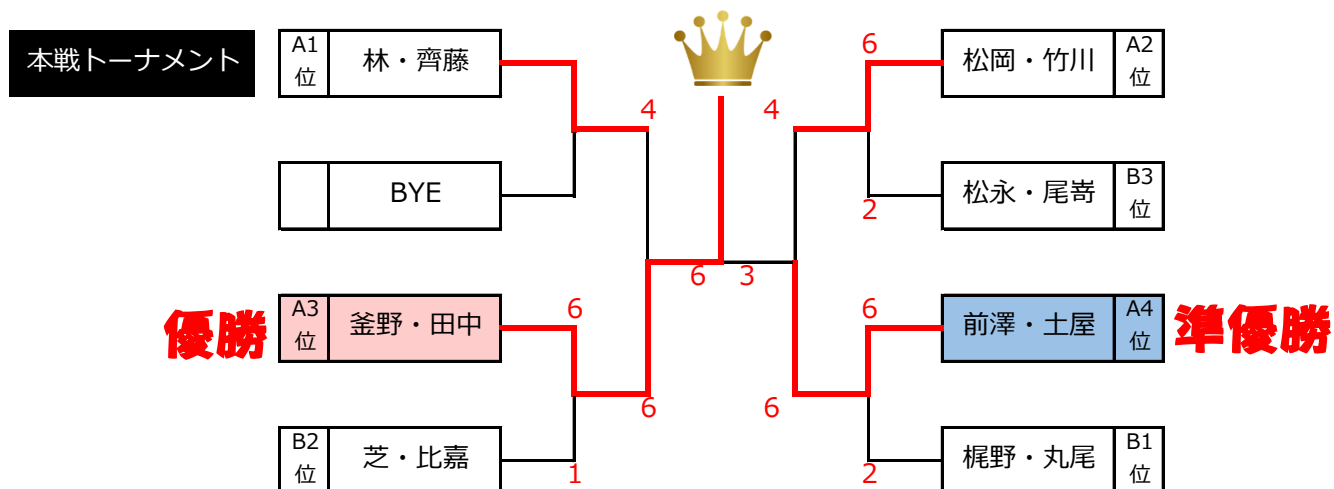 本戦トーナメント
A1
位
林・齊藤
6
松岡・竹川
A2
位
4
4
BYE
2
松永・尾嵜
B3
位
6
3
優勝
A3
位
釜野・田中
6
6
前澤・土屋
A4
位
準優勝
6
6
B2
位
芝・比嘉
1
2
梶野・丸尾
B1
位